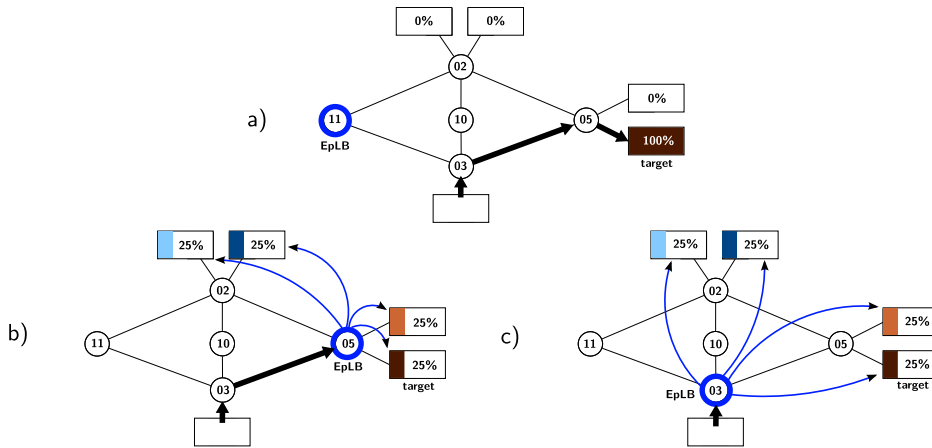 0% 0%
02
0%
a) 11 10 05
EpLB
100%
03 target
25% 25%
02
25%
b) 11 10 05
EpLB 25%
03 target
25% 25%
02
25%
c) 11 10 05
25%
EpLB 03 target